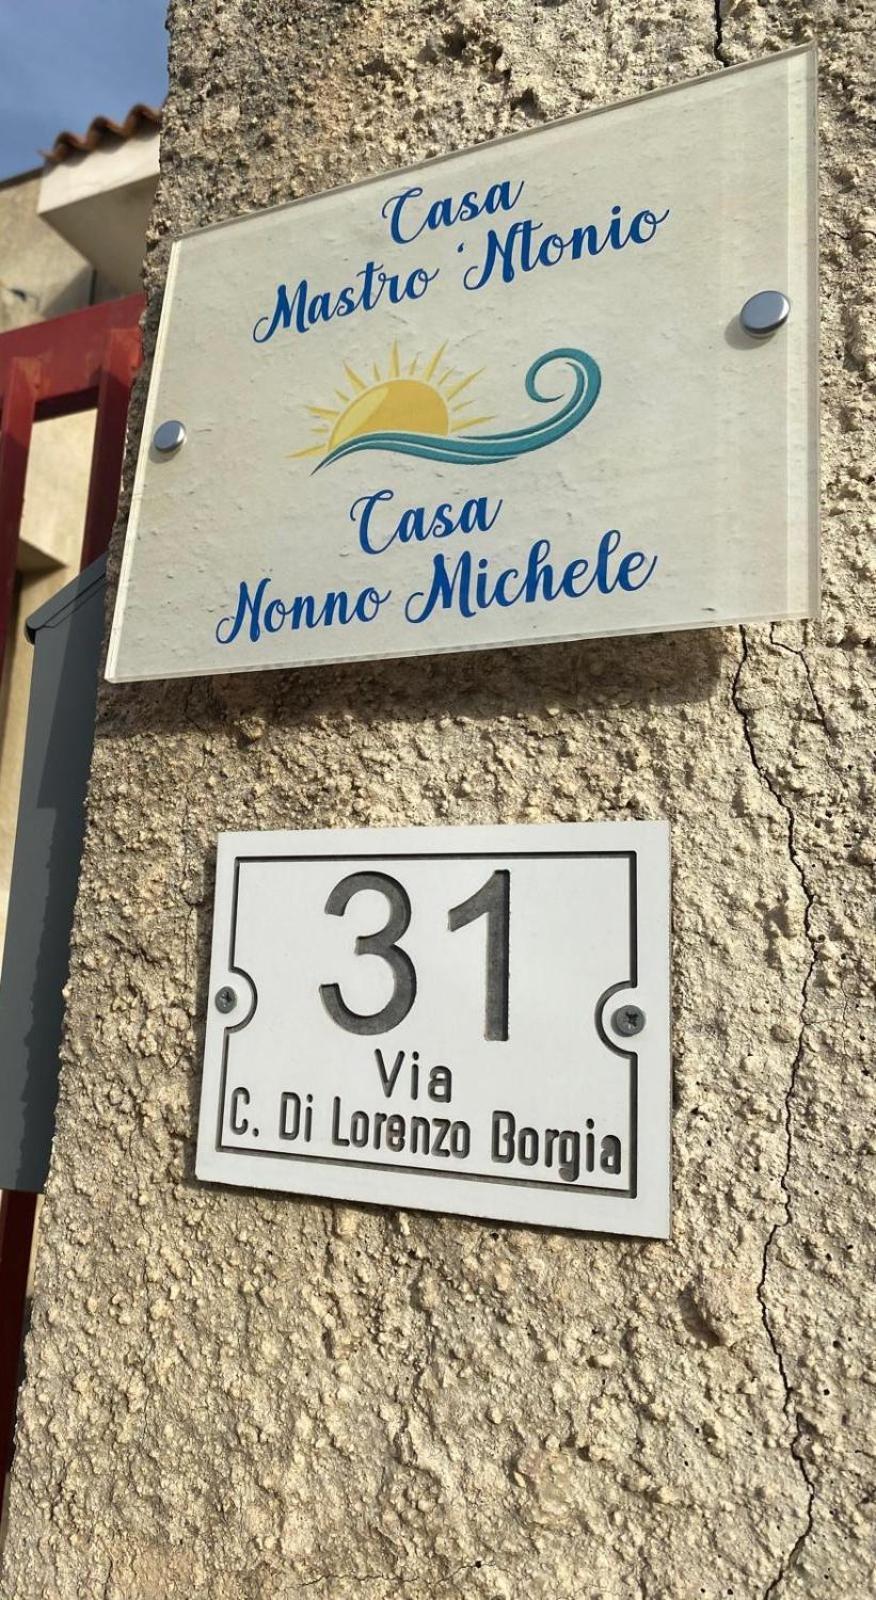 Casa
Mastro 'Ntonio
Casa
Nonno Michele
31
Via
C. Di Lorenzo Borgia